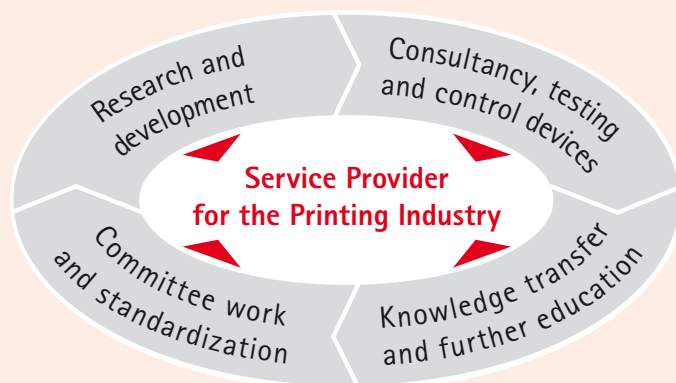 Research and
development
Consultancy, testing
and control devices
Service Provider
for the Printing Industry
Committee work
and standardization
Knowledge transfer
and further education